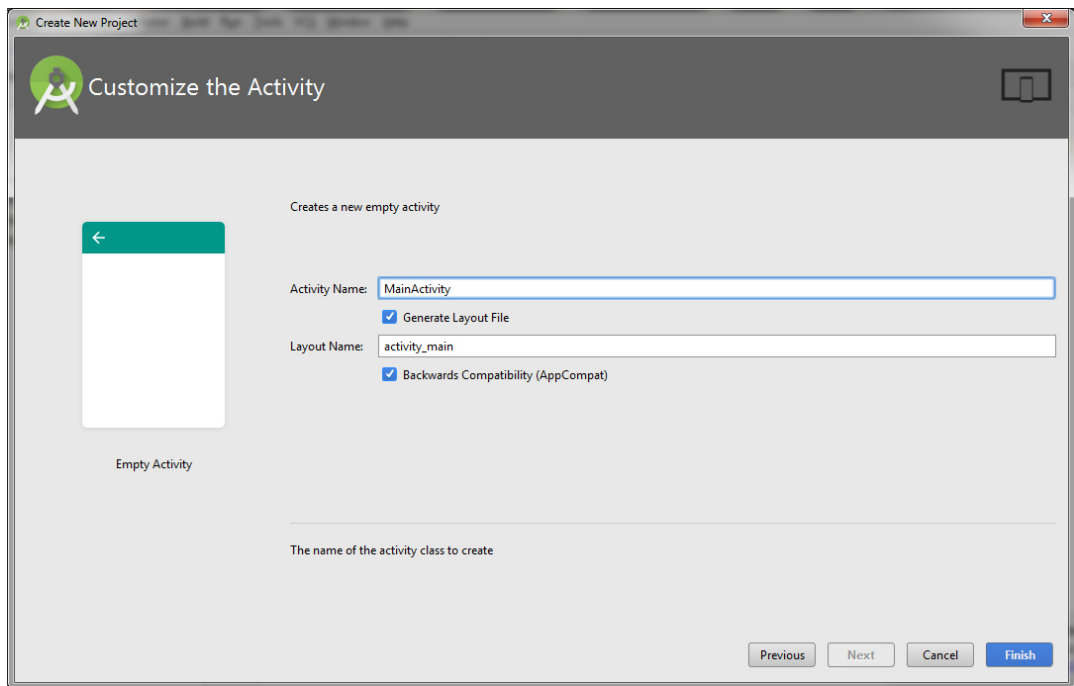 Create New Project
Customize the Activity
Creates a new empty activity
Activity Name: MainActivity
Generate Layout File
Layout Name: activity_main
Backwards Compatibility (AppCompat)
Empty Activity
The name of the activity class to create
Previous Next Cancel Finish